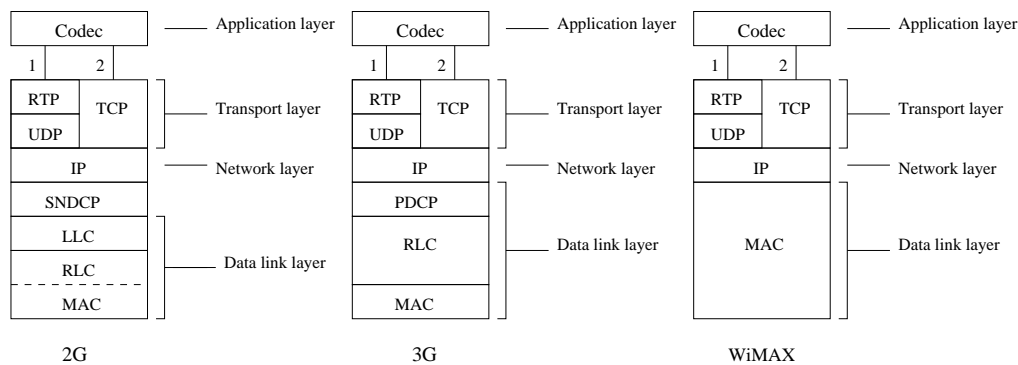 Codec
Application layer
1
2
RTP
UDP
TCP
Transport layer
IP
Network layer
SNDCP
LLC
RLC
MAC
Data link layer
2G
Codec
Application layer
1
2
RTP
UDP
TCP
Transport layer
IP
Network layer
PDCP
RLC
MAC
Data link layer
3G
Codec
Application layer
1
2
RTP
UDP
TCP
Transport layer
IP
Network layer
MAC
Data link layer
WiMAX